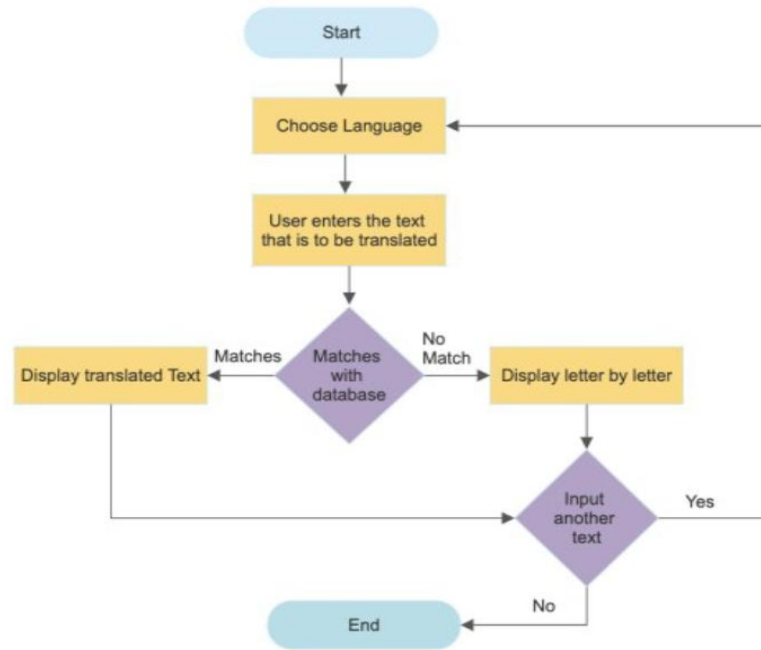 Start
Choose Language
User enters the text
that is to be translated
Matches
No
Match
Matches
with
database
Display translated Text
Display letter by letter
Input
another
text
Yes
No
End